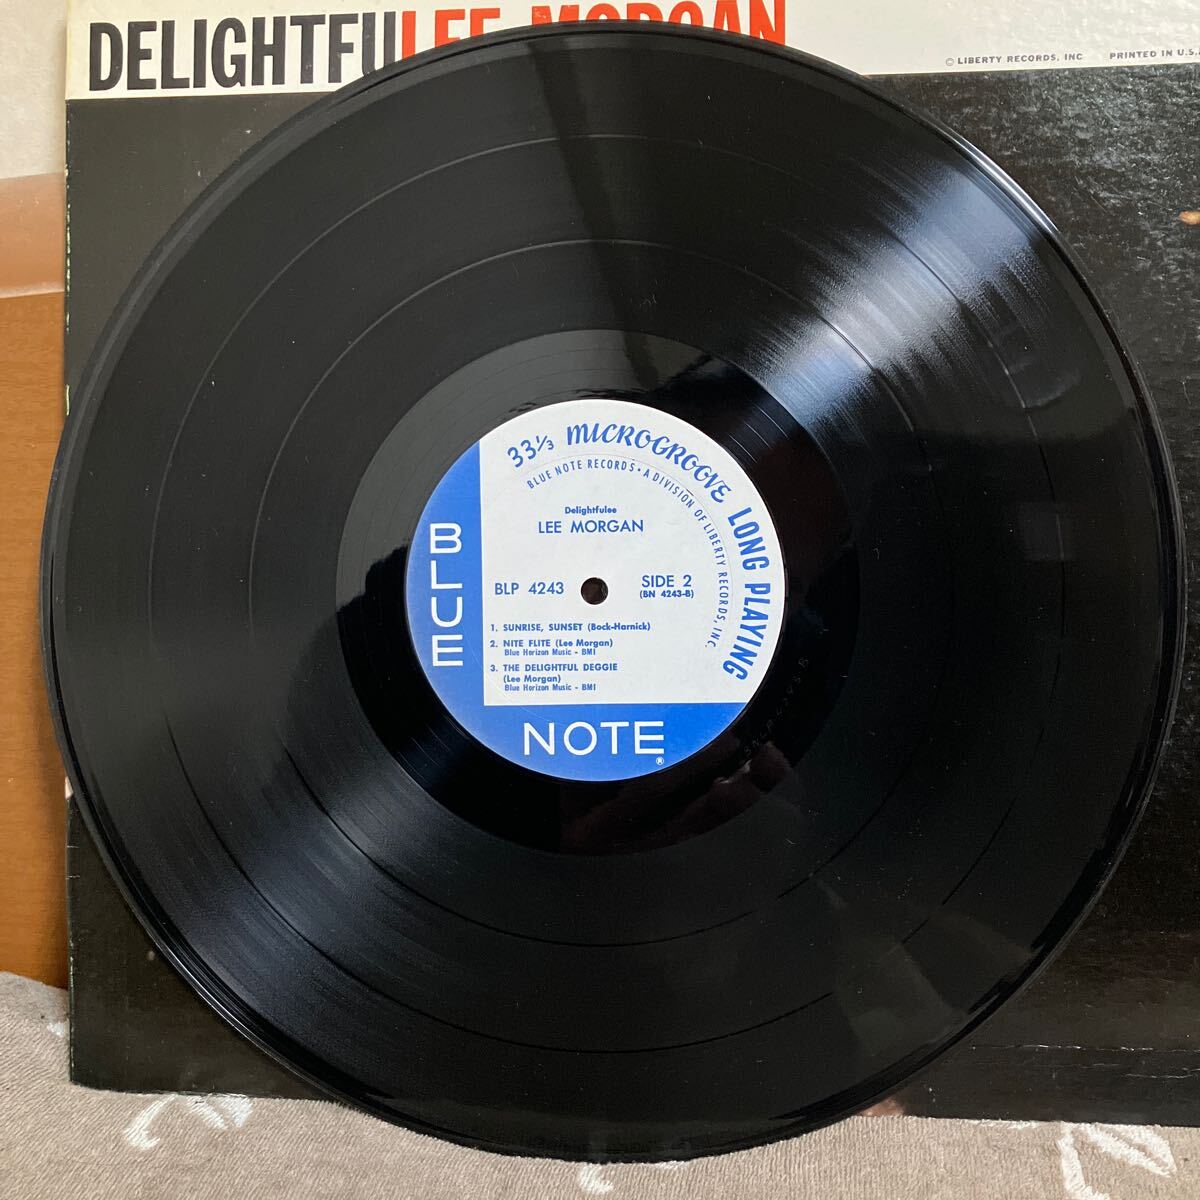 DELIGHTFULEE MORGAN
© LIBERTY RECORDS, INC PRINTED IN U.S.
33⅓ MICROGROOVE LONG PLAYING
BLUE NOTE RECORDS • A DIVISION OF LIBERTY RECORDS, INC.
Delightfulee
LEE MORGAN
BLP 4243
SIDE 2
(BN 4243-B)
1. SUNRISE, SUNSET (Bock-Harnick)
2. NITE FLITE (Lee Morgan)
Blue Horizon Music - BMI
3. THE DELIGHTFUL DEGGIE
(Lee Morgan)
Blue Horizon Music - BMI
BLUE
NOTE
®